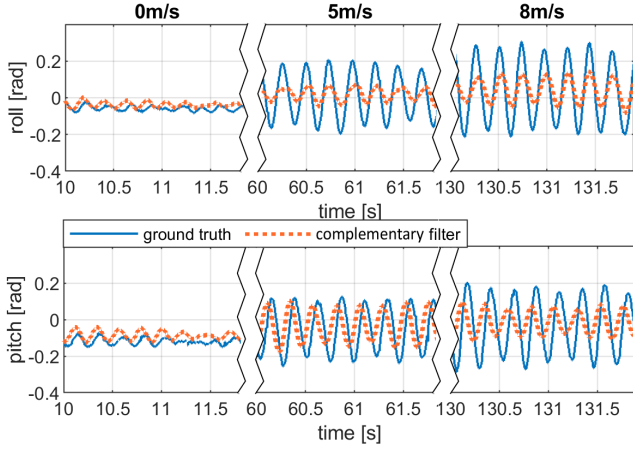 0m/s 5m/s 8m/s
roll [rad]
0.2
0
-0.2
-0.4
10 10.5 11 11.5 60 60.5 61 61.5 130 130.5 131 131.5
time [s]
ground truth complementary filter
pitch [rad]
0.2
0
-0.2
-0.4
10 10.5 11 11.5 60 60.5 61 61.5 130 130.5 131 131.5
time [s]